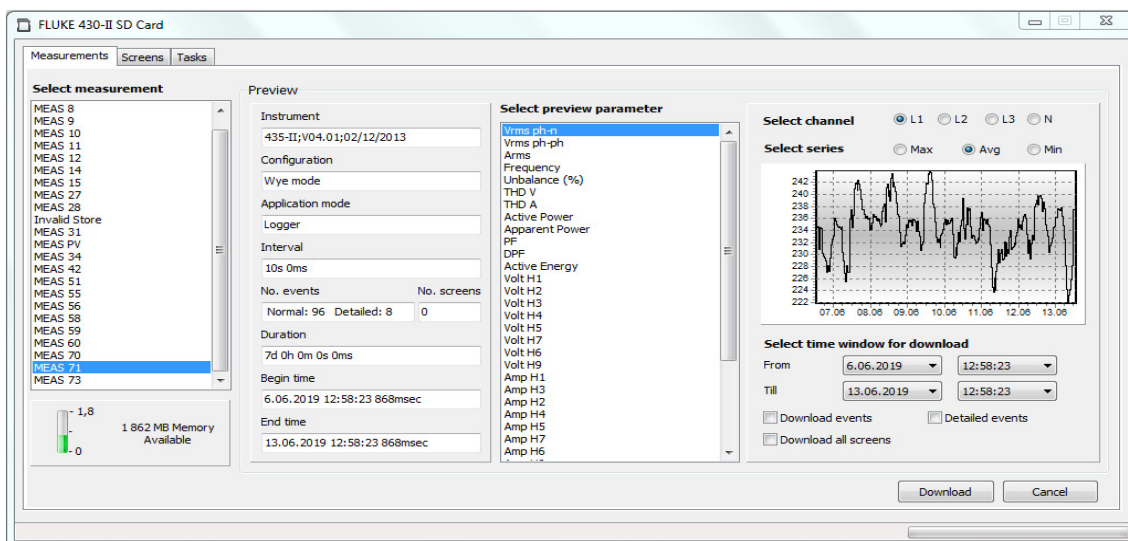 FLUKE 430-II SD Card
Measurements Screens Tasks
Select measurement
MEAS 8
MEAS 9
MEAS 10
MEAS 11
MEAS 12
MEAS 14
MEAS 15
MEAS 27
MEAS 28
Invalid Store
MEAS 31
MEAS PV
MEAS 34
MEAS 42
MEAS 51
MEAS 55
MEAS 56
MEAS 58
MEAS 59
MEAS 60
MEAS 70
MEAS 71
MEAS 73
1,8
0
1 862 MB Memory
Available
Preview
Instrument
435-II;V04.01;02/12/2013
Configuration
Wye mode
Application mode
Logger
Interval
10s 0ms
No. events No. screens
Normal: 96 Detailed: 8 0
Duration
7d 0h 0m 0s 0ms
Begin time
6.06.2019 12:58:23 868msec
End time
13.06.2019 12:58:23 868msec
Select preview parameter
Vrms ph-n
Vrms ph-ph
Arms
Frequency
Unbalance (%)
THD V
THD A
Active Power
Apparent Power
PF
DPF
Active Energy
Volt H1
Volt H2
Volt H3
Volt H4
Volt H5
Volt H7
Volt H6
Volt H9
Amp H1
Amp H3
Amp H2
Amp H4
Amp H5
Amp H7
Amp H6
Select channel L1 L2 L3 N
Select series Max Avg Min
242
240
238
236
234
232
230
228
226
224
222
07.06 08.06 09.06 10.06 11.06 12.06 13.06
Select time window for download
From 6.06.2019 12:58:23
Till 13.06.2019 12:58:23
Download events Detailed events
Download all screens
Download Cancel